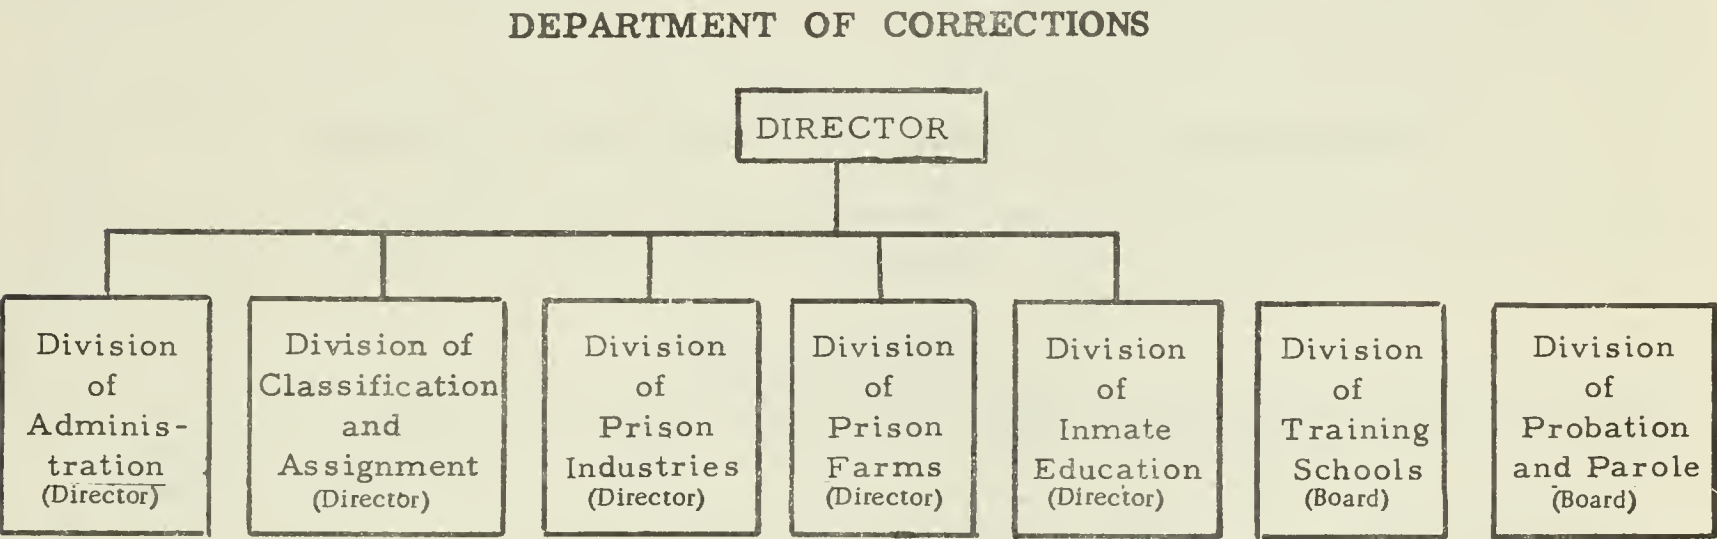 DEPARTMENT OF CORRECTIONS
DIRECTOR
Division
of
Adminis-
tration
(Director)
Division of
Classification
and
Assignment
(Director)
Division
of
Prison
Industries
(Director)
Division
of
Prison
Farms
(Director)
Division
of
Inmate
Education
(Director)
Division
of
Training
Schools
(Board)
Division
of
Probation
and Parole
(Board)